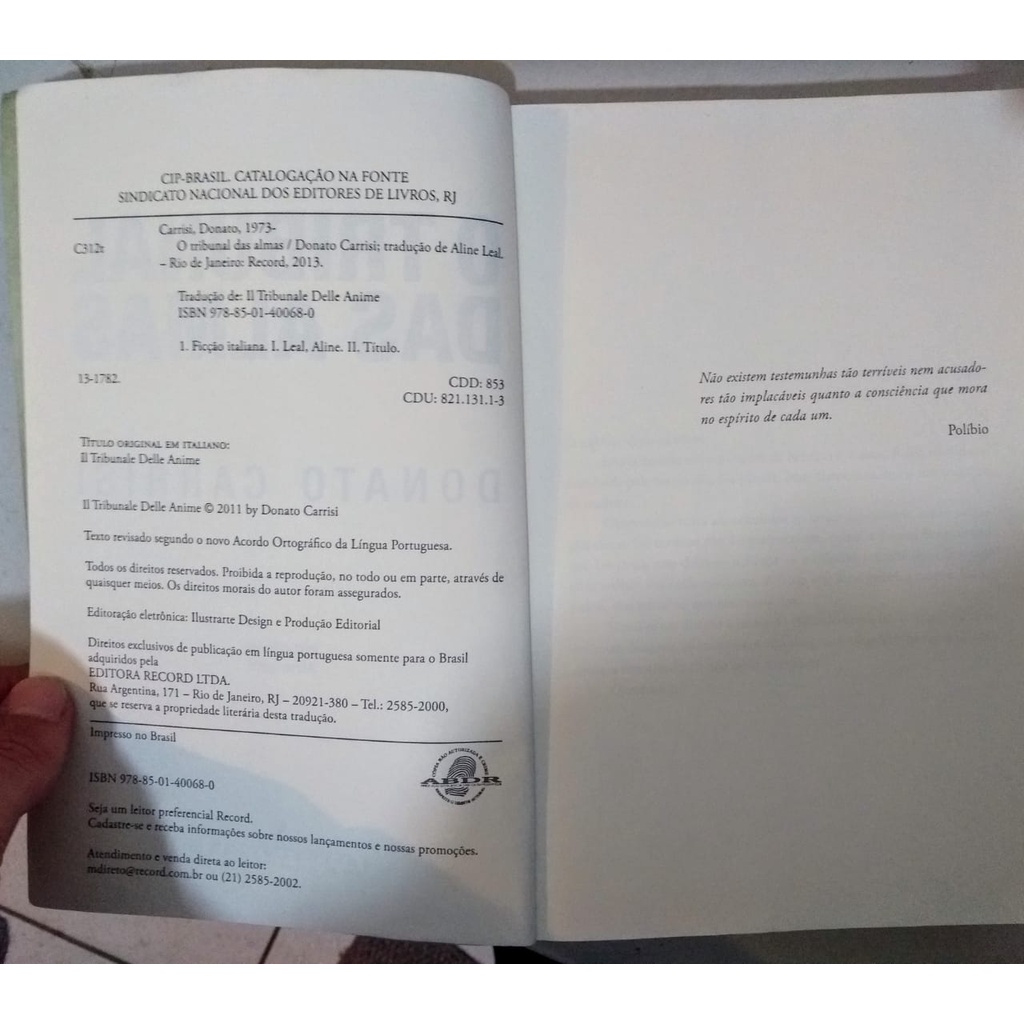 CIP-BRASIL. CATALOGAÇÃO NA FONTE
SINDICATO NACIONAL DOS EDITORES DE LIVROS, RJ
Carrisi, Donato, 1973-
C312t
O tribunal das almas / Donato Carrisi; tradução de Aline Leal.
– Rio de Janeiro: Record, 2013.
Tradução de: Il Tribunale Delle Anime
ISBN 978-85-01-40068-0
1. Ficção italiana. I. Leal, Aline. II. Título.
13-1782.
CDD: 853
CDU: 821.131.1-3
Título original em italiano:
Il Tribunale Delle Anime
Il Tribunale Delle Anime © 2011 by Donato Carrisi
Texto revisado segundo o novo Acordo Ortográfico da Língua Portuguesa.
Todos os direitos reservados. Proibida a reprodução, no todo ou em parte, através de
quaisquer meios. Os direitos morais do autor foram assegurados.
Editoração eletrônica: Ilustrarte Design e Produção Editorial
Direitos exclusivos de publicação em língua portuguesa somente para o Brasil
adquiridos pela
EDITORA RECORD LTDA.
Rua Argentina, 171 – Rio de Janeiro, RJ – 20921-380 – Tel.: 2585-2000,
que se reserva a propriedade literária desta tradução.
Impresso no Brasil
ABDR
ISBN 978-85-01-40068-0
Seja um leitor preferencial Record.
Cadastre-se e receba informações sobre nossos lançamentos e nossas promoções.
Atendimento e venda direta ao leitor:
mdireto@record.com.br ou (21) 2585-2002.
Não existem testemunhas tão terríveis nem acusado-
res tão implacáveis quanto a consciência que mora
no espírito de cada um.
Políbio